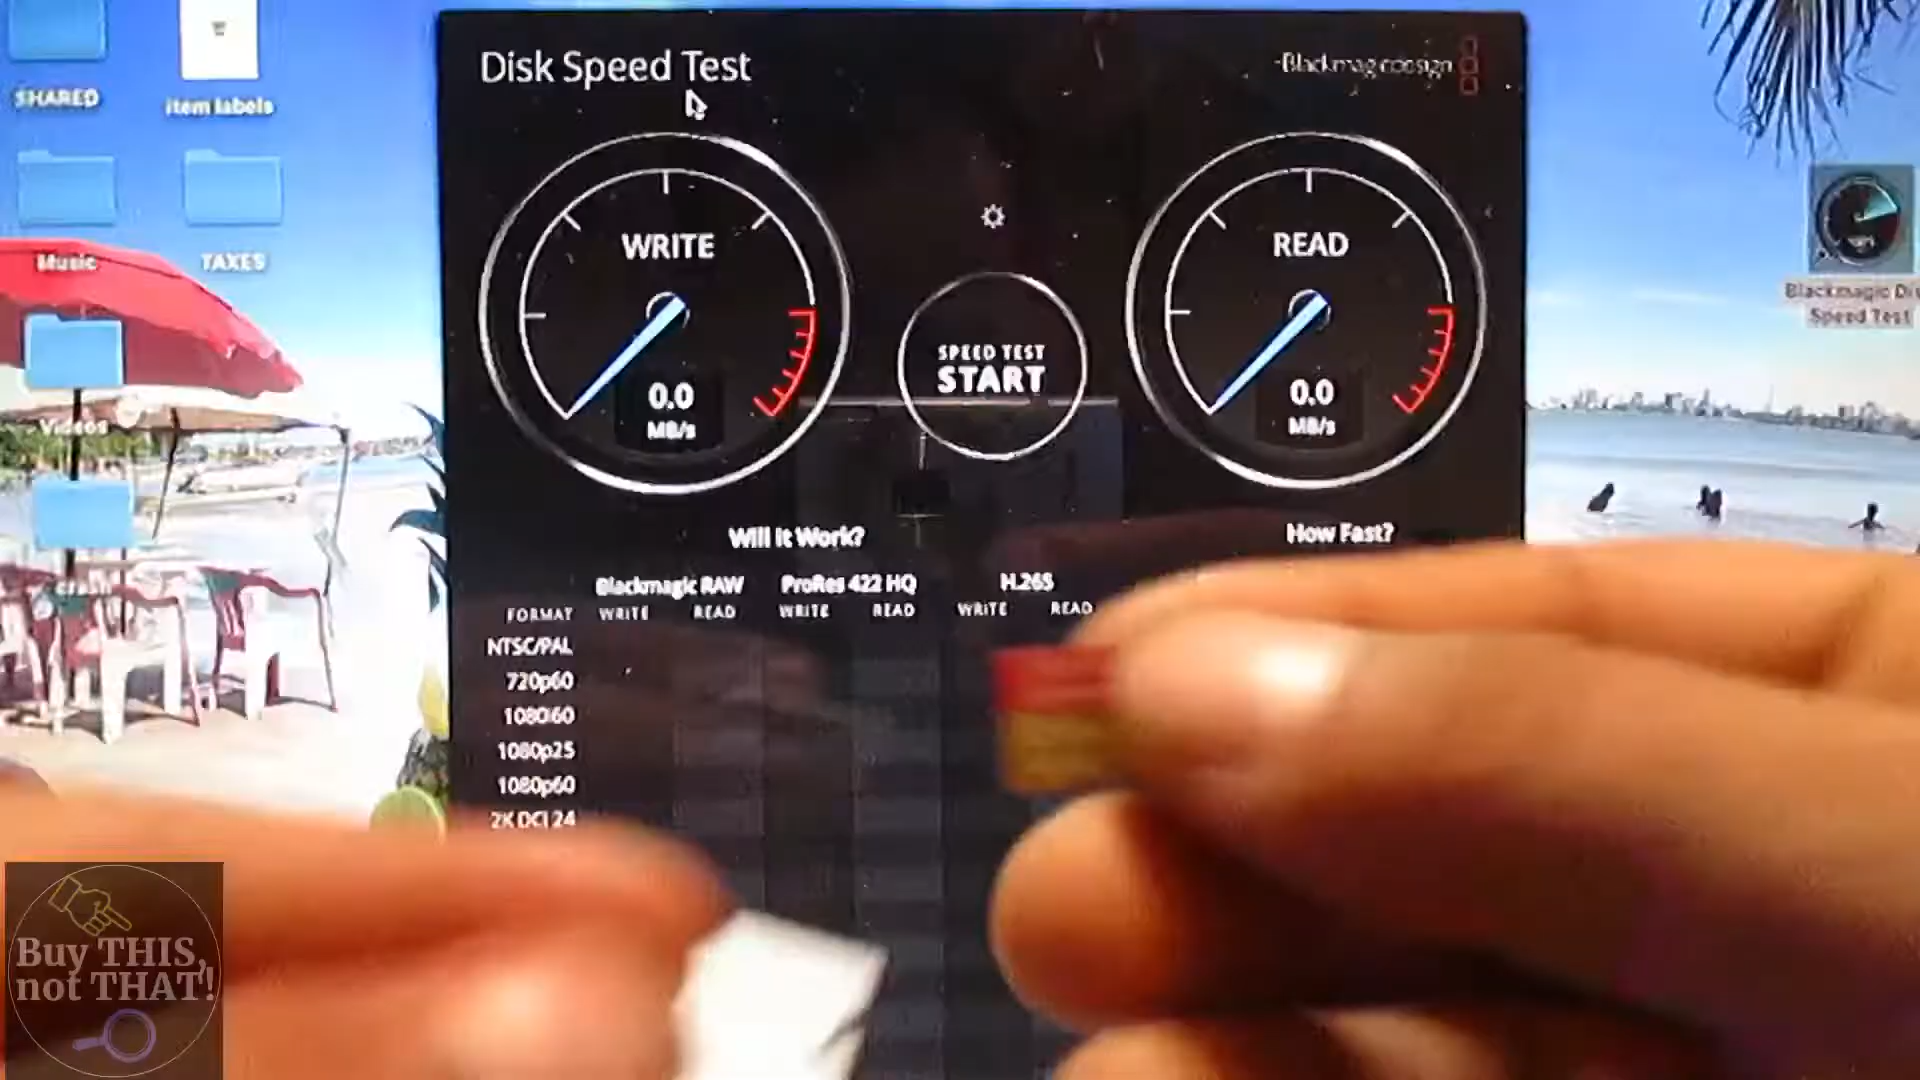 SHARED
item labels
Music
TAXES
Videos
crash
Disk Speed Test
Blackmagicdesign
WRITE
0.0
MB/s
SPEED TEST
START
READ
0.0
MB/s
Blackmagic Dis
Speed Test
Will It Work?
How Fast?
Blackmagic RAW
ProRes 422 HQ
H.265
FORMAT WRITE READ WRITE READ WRITE READ
NTSC/PAL
720p60
1080i60
1080p25
1080p60
2K DCI 24
Buy THIS,
not THAT!